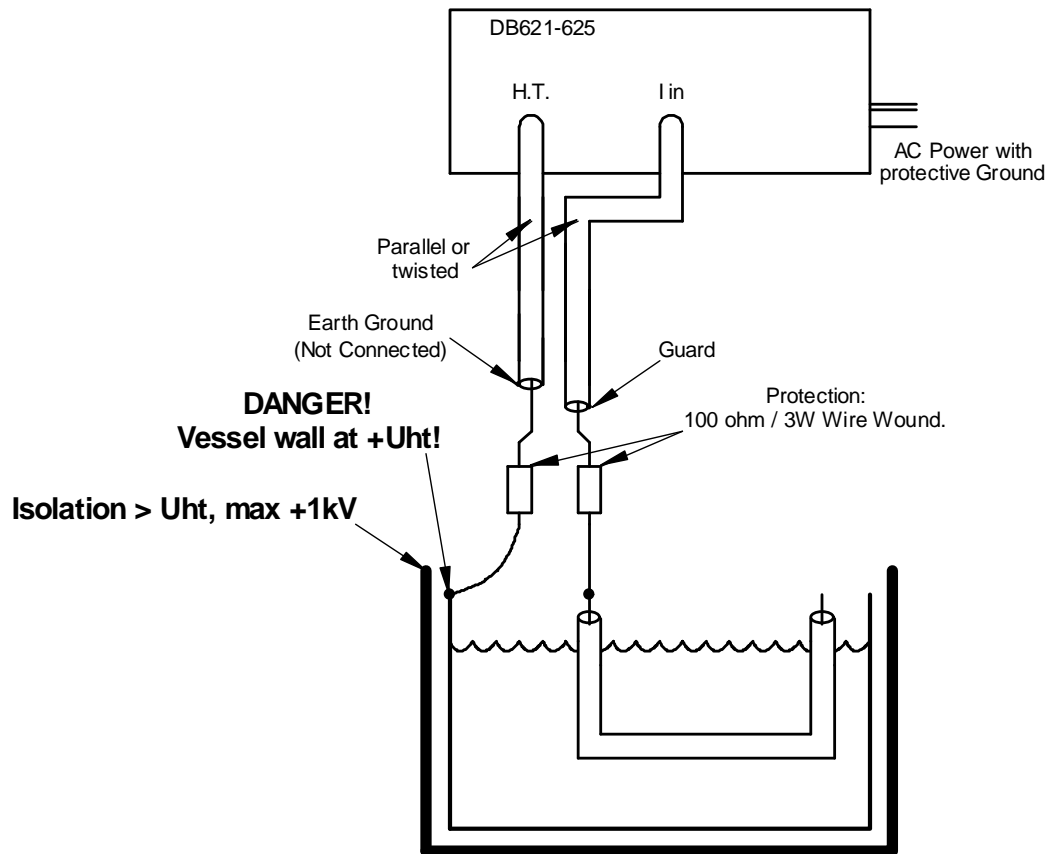 DB621-625
H.T.
I in
AC Power with
protective Ground
Parallel or
twisted
Earth Ground
(Not Connected)
Guard
Protection:
100 ohm / 3W Wire Wound.
DANGER!
Vessel wall at +Uht!
Isolation > Uht, max +1kV